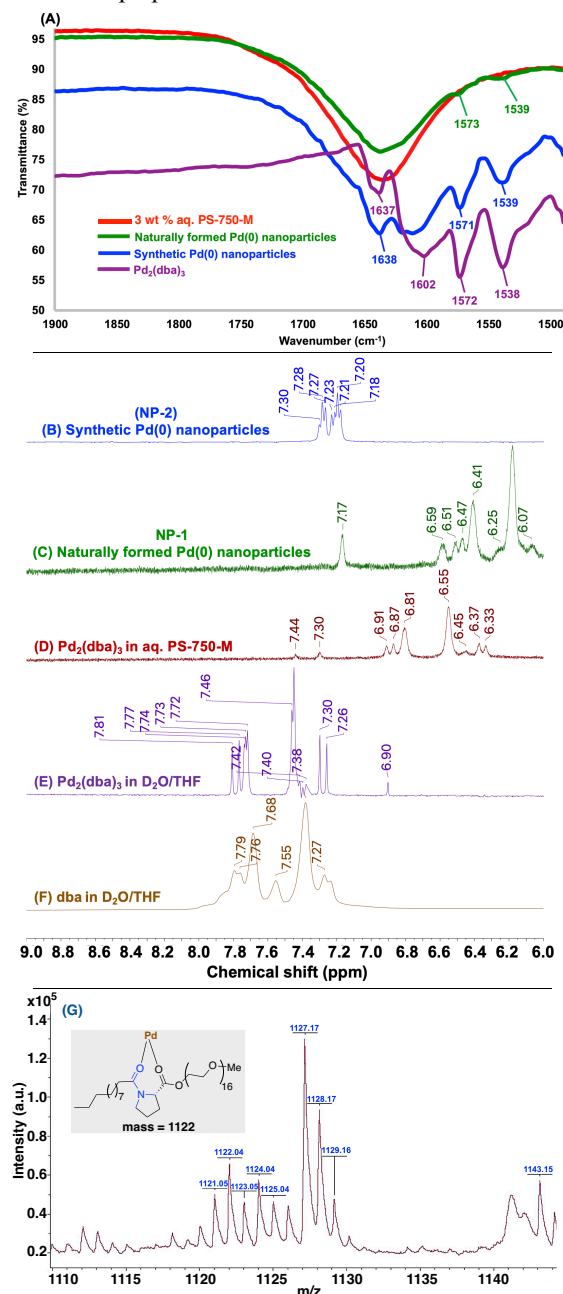 (A)
95
90
85
80
75
70
65
60
55
50
Transmittance (%)
1573
1539
1637
1638
1571
1539
1602
1572
1538
3 wt % aq. PS-750-M
Naturally formed Pd(0) nanoparticles
Synthetic Pd(0) nanoparticles
Pd2(dba)3
1900 1850 1800 1750 1700 1650 1600 1550 1500
Wavenumber (cm-1)
7.30 7.28 7.27 7.23 7.21 7.20 7.18
(NP-2)
(B) Synthetic Pd(0) nanoparticles
7.17 6.59 6.51 6.47 6.41 6.25 6.07
NP-1
(C) Naturally formed Pd(0) nanoparticles
7.44 7.30 6.91 6.87 6.81 6.55 6.45 6.37 6.33
(D) Pd2(dba)3 in aq. PS-750-M
7.81 7.77 7.74 7.73 7.72 7.46 7.42 7.40 7.38 7.30 7.26 6.90
(E) Pd2(dba)3 in D2O/THF
7.79 7.76 7.68 7.55 7.27
(F) dba in D2O/THF
9.0 8.8 8.6 8.4 8.2 8.0 7.8 7.6 7.4 7.2 7.0 6.8 6.6 6.4 6.2 6.0
Chemical shift (ppm)
x10^5
(G)
1.4
1.2
1.0
0.8
0.6
0.4
0.2
Intensity (a.u.)
Pd
O O
O O Me
N
7 16
mass = 1122
1121.05
1122.04
1123.05
1124.04
1125.04
1127.17
1128.17
1129.16
1143.15
1110 1115 1120 1125 1130 1135 1140
m/z